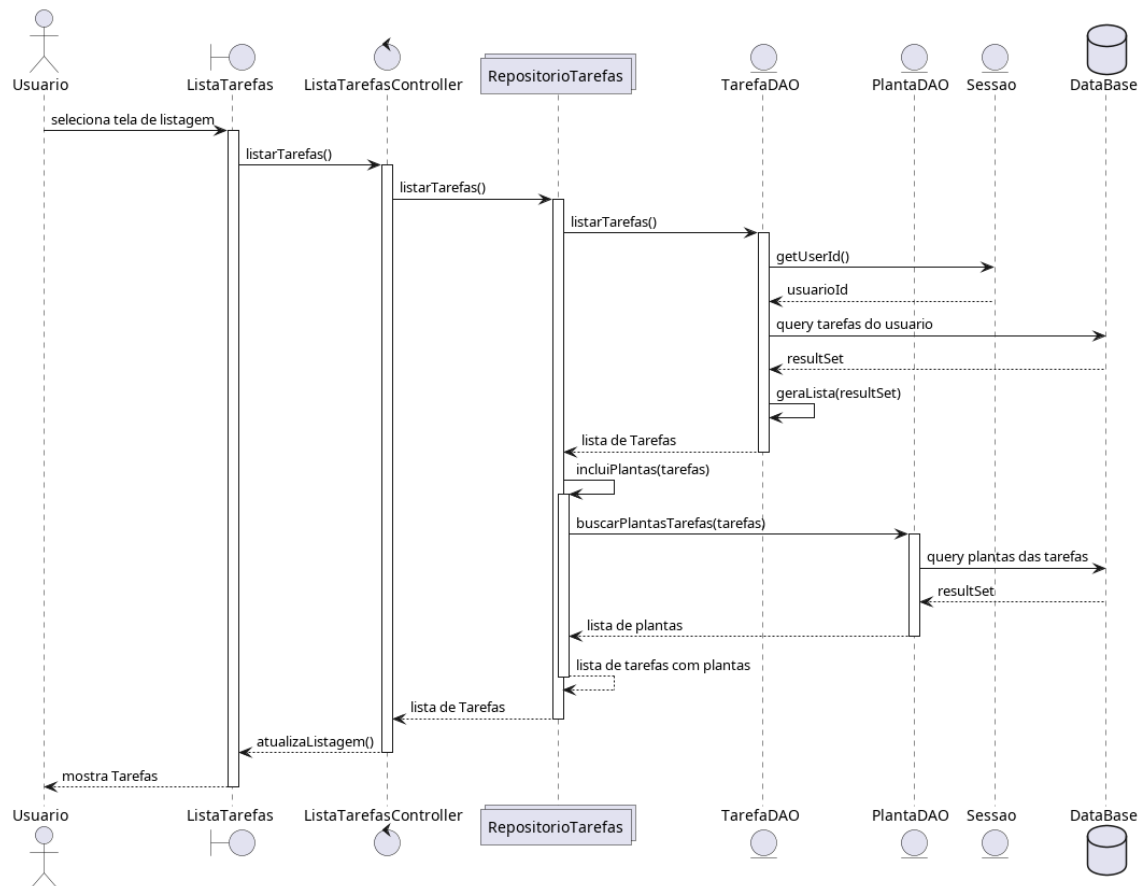 Usuario
ListaTarefas
ListaTarefasController
RepositorioTarefas
TarefaDAO
PlantaDAO
Sessao
DataBase
seleciona tela de listagem
listarTarefas()
listarTarefas()
listarTarefas()
getUserId()
usuarioId
query tarefas do usuario
resultSet
geraLista(resultSet)
lista de Tarefas
incluiPlantas(tarefas)
buscarPlantasTarefas(tarefas)
query plantas das tarefas
resultSet
lista de plantas
lista de tarefas com plantas
lista de Tarefas
atualizaListagem()
mostra Tarefas
Usuario
ListaTarefas
ListaTarefasController
RepositorioTarefas
TarefaDAO
PlantaDAO
Sessao
DataBase